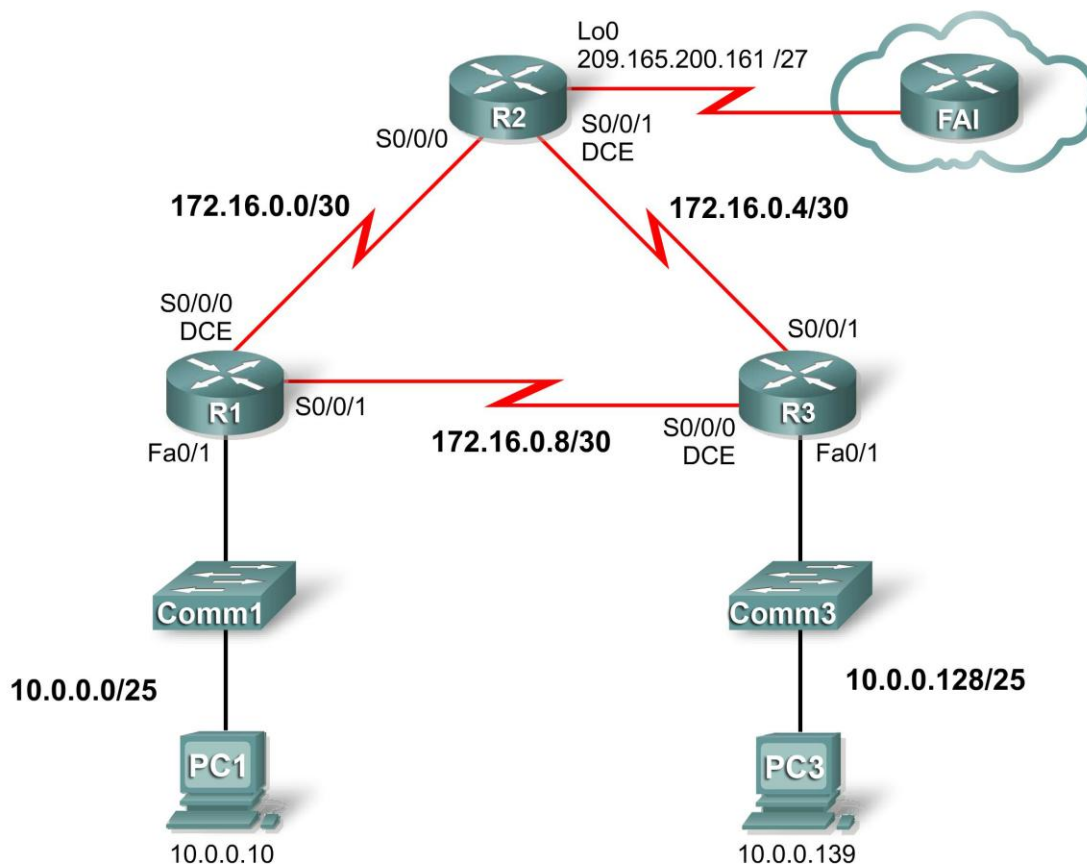 Lo0
209.165.200.161 /27
R2
FAI
S0/0/0
S0/0/1
DCE
172.16.0.0/30
172.16.0.4/30
S0/0/0
DCE
S0/0/1
R1
S0/0/1
R3
172.16.0.8/30
S0/0/0
DCE
Fa0/1
Fa0/1
Comm1
Comm3
10.0.0.0/25
10.0.0.128/25
PC1
PC3
10.0.0.10
10.0.0.139